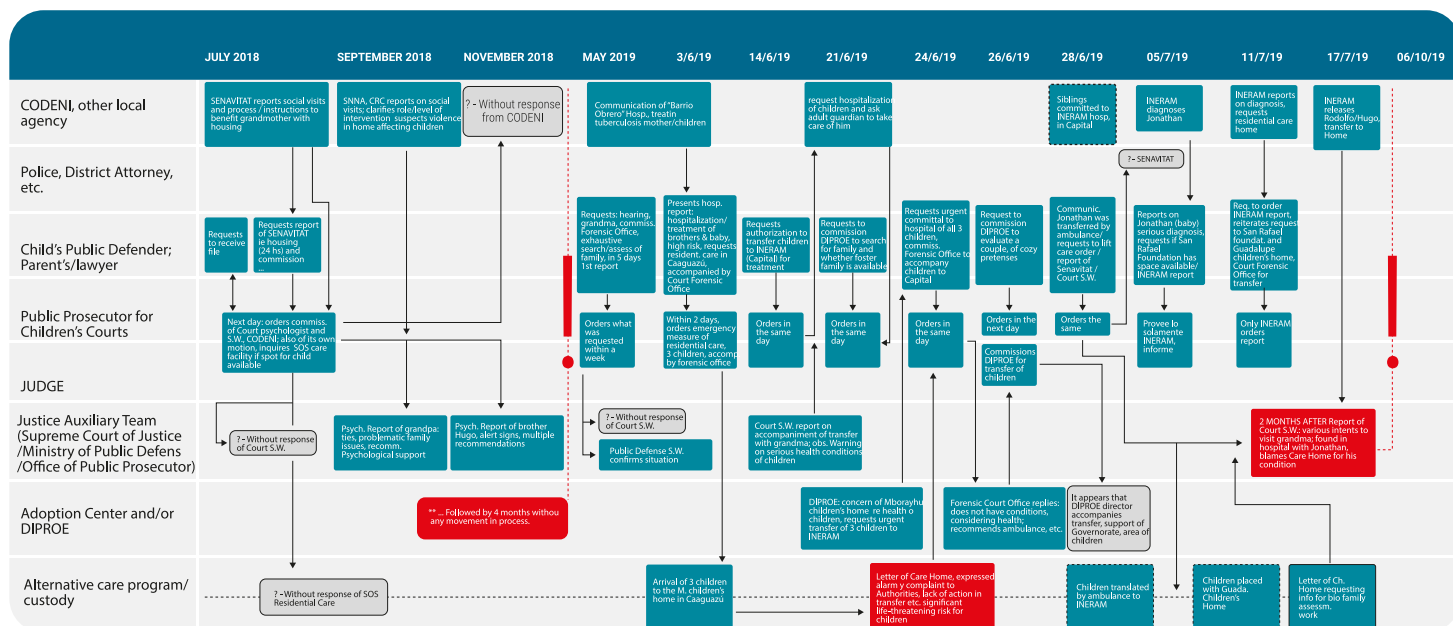 JULY 2018
SEPTEMBER 2018
NOVEMBER 2018
MAY 2019
3/6/19
14/6/19
21/6/19
24/6/19
26/6/19
28/6/19
05/7/19
11/7/19
17/7/19
06/10/19
CODENI, other local
agency
SENAVITAT reports social visits
and process / instructions to
benefit grandmother with
housing
SNNA, CRC reports on social
visits; clarifies role/level of
intervention suspects violence
in home affecting children
? - Without response
from CODENI
Communication of "Barrio
Obrero" Hosp., treatin
tuberculosis mother/children
request hospitalization
of children and ask
adult guardian to take
care of him
Siblings
committed to
INERAM hosp,
in Capital
INERAM
diagnoses
Jonathan
INERAM reports
on diagnosis,
requests
residential care
home
INERAM
releases
Rodolfo/Hugo,
transfer to
Home
Police, District Attorney,
etc.
? - SENAVITAT
Child's Public Defender;
Parent's/lawyer
Requests
to receive
file
Requests report
of SENAVITAT
ie housing
(24 hs) and
commission
...
Requests: hearing,
grandma, commiss.
Forensic Office,
exhaustive
search/assess of
family, in 5 days
1st report
Presents hosp.
report:
hospitalization/
treatment of
brothers & baby,
high risk, requests
resident. care in
Caaguazú,
accompanied by
Court Forensic
Office
Requests
authorization to
transfer children
to INERAM
(Capital) for
treatment
Requests to
commission
DIPROE to search
for family and
whether foster
family is available
Requests urgent
committal to
hospital of all 3
children,
commiss.
Forensic Office to
accompany
children to
Capital
Request to
commission
DIPROE to
evaluate a
couple, of cozy
pretenses
Communic.
Jonathan was
transferred by
ambulance/
requests to lift
care order /
report of
Senavitat /
Court S.W.
Reports on
Jonathan (baby)
serious diagnosis,
requests if San
Rafael
Foundation has
space available/
INERAM report
Req. to order
INERAM report,
reiterates request
to San Rafael
foundat. and
Guadalupe
children's home,
Court Forensic
Office for
transfer
Public Prosecutor for
Children's Courts
Next day: orders commiss.
of Court psychologist and
S.W., CODENI; also of its own
motion, inquires SOS care
facility if spot for child
available
Orders what
was
requested
within a
week
Within 2 days,
orders emergency
measure of
residential care,
3 children, accomp
by forensic office
Orders in
the same
day
Orders in the
same day
Orders in
the same
day
Orders in the
next day
Orders the
same
Provee lo
solamente
INERAM,
informe
Only INERAM
orders
report
Commissions
DIPROE for
transfer of
children
JUDGE
Justice Auxiliary Team
(Supreme Court of Justice
/Ministry of Public Defens
/Office of Public Prosecutor)
? - Without response
of Court S.W.
Psych. Report of grandpa:
ties, problematic family
issues, recomm.
Psychological support
Psych. Report of brother
Hugo, alert signs, multiple
recommendations
? - Without response
of Court S.W.
Public Defense S.W.
confirms situation
Court S.W. report on
accompaniment of transfer
with grandma; obs. Warning
on serious health conditions
of children
2 MONTHS AFTER Report of
Court S.W.: various intents to
visit grandma; found in
hospital with Jonathan,
blames Care Home for his
condition
Adoption Center and/or
DIPROE
** ... Followed by 4 months without
any movement in process.
DIPROE: concern of Mborayhu
children's home re health o
children, requests urgent
transfer of 3 children to
INERAM
Forensic Court Office replies:
does not have conditions,
considering health;
recommends ambulance, etc.
It appears that
DIPROE director
accompanies
transfer, support of
Governorate, area of
children
Alternative care program/
custody
? - Without response of SOS
Residential Care
Arrival of 3 children
to the M. children's
home in Caaguazú
Letter of Care Home, expressed
alarm y complaint to
Authorities, lack of action in
transfer etc. significant
life-threatening risk for
children
Children translated
by ambulance to
INERAM
Children placed
with Guada.
Children's
Home
Letter of Ch.
Home requesting
info for bio family
assessm.
work